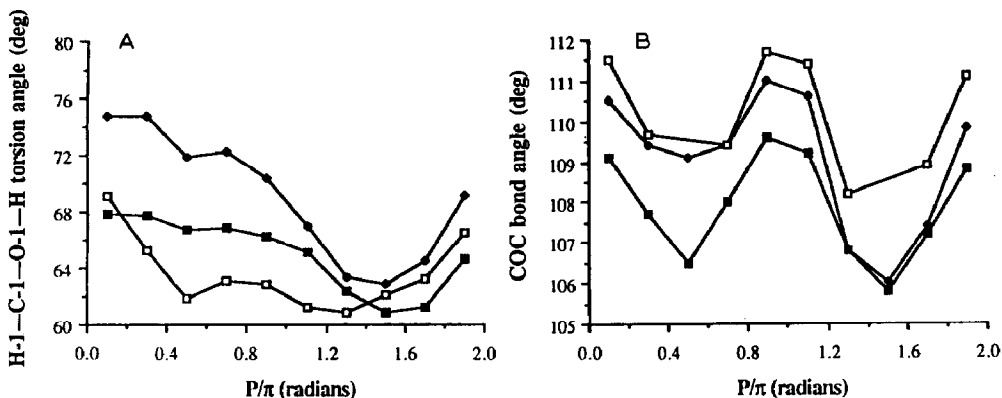 A
H-1—C-1—O-1—H torsion angle (deg)
80
76
72
68
64
60
0.0 0.4 0.8 1.2 1.6 2.0
P/π (radians)
B
COC bond angle (deg)
112
111
110
109
108
107
106
105
0.0 0.4 0.8 1.2 1.6 2.0
P/π (radians)